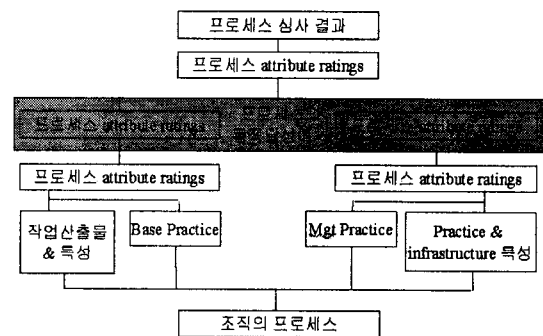 프로세스 심사 결과
프로세스 attribute ratings
프로세스 attribute ratings
프로세스 attribute ratings
프로세스 attribute ratings
작업산출물
& 특성
Base Practice
Mgt Practice
Practice &
infrastructure 특성
조직의 프로세스